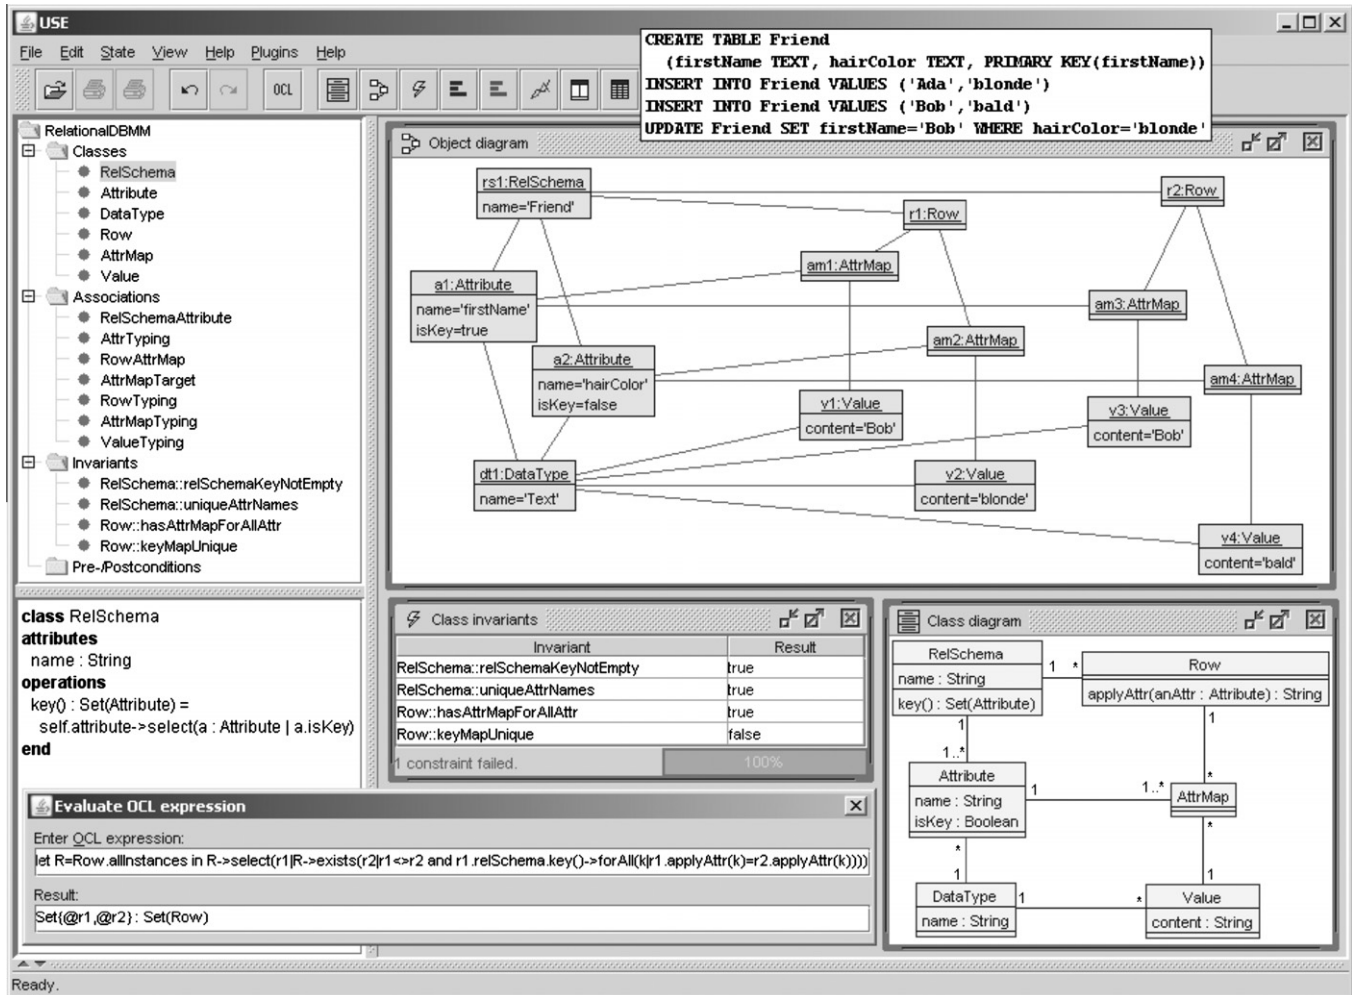 USE
File Edit State View Help Plugins Help
CREATE TABLE Friend
(firstName TEXT, hairColor TEXT, PRIMARY KEY(firstName))
INSERT INTO Friend VALUES ('Ada','blonde')
INSERT INTO Friend VALUES ('Bob','bald')
UPDATE Friend SET firstName='Bob' WHERE hairColor='blonde'
OCL
RelationalDBMM
Classes
RelSchema
Attribute
DataType
Row
AttrMap
Value
Associations
RelSchemaAttribute
AttrTyping
RowAttrMap
AttrMapTarget
RowTyping
AttrMapTyping
ValueTyping
Invariants
RelSchema::relSchemaKeyNotEmpty
RelSchema::uniqueAttrNames
Row::hasAttrMapForAllAttr
Row::keyMapUnique
Pre-/Postconditions
Object diagram
rs1:RelSchema
name='Friend'
r2:Row
r1:Row
am1:AttrMap
a1:Attribute
name='firstName'
isKey=true
am3:AttrMap
am2:AttrMap
a2:Attribute
name='hairColor'
isKey=false
am4:AttrMap
v1:Value
content='Bob'
v3:Value
content='Bob'
dt1:DataType
name='Text'
v2:Value
content='blonde'
v4:Value
content='bald'
class RelSchema
attributes
name : String
operations
key() : Set(Attribute) =
self.attribute->select(a : Attribute | a.isKey)
end
Class invariants
Invariant Result
RelSchema::relSchemaKeyNotEmpty true
RelSchema::uniqueAttrNames true
Row::hasAttrMapForAllAttr true
Row::keyMapUnique false
1 constraint failed. 100%
Class diagram
RelSchema
name : String
key() : Set(Attribute)
1 *
Row
applyAttr(anAttr : Attribute) : String
1
1..*
1
*
Attribute
name : String
isKey : Boolean
1 1..*
AttrMap
*
1
*
1
DataType
name : String
1 *
Value
content : String
Evaluate OCL expression
Enter OCL expression:
let R=Row.allInstances in R->select(r1|R->exists(r2|r1<>r2 and r1.relSchema.key()->forAll(k|r1.applyAttr(k)=r2.applyAttr(k))))
Result:
Set{@r1,@r2} : Set(Row)
Ready.